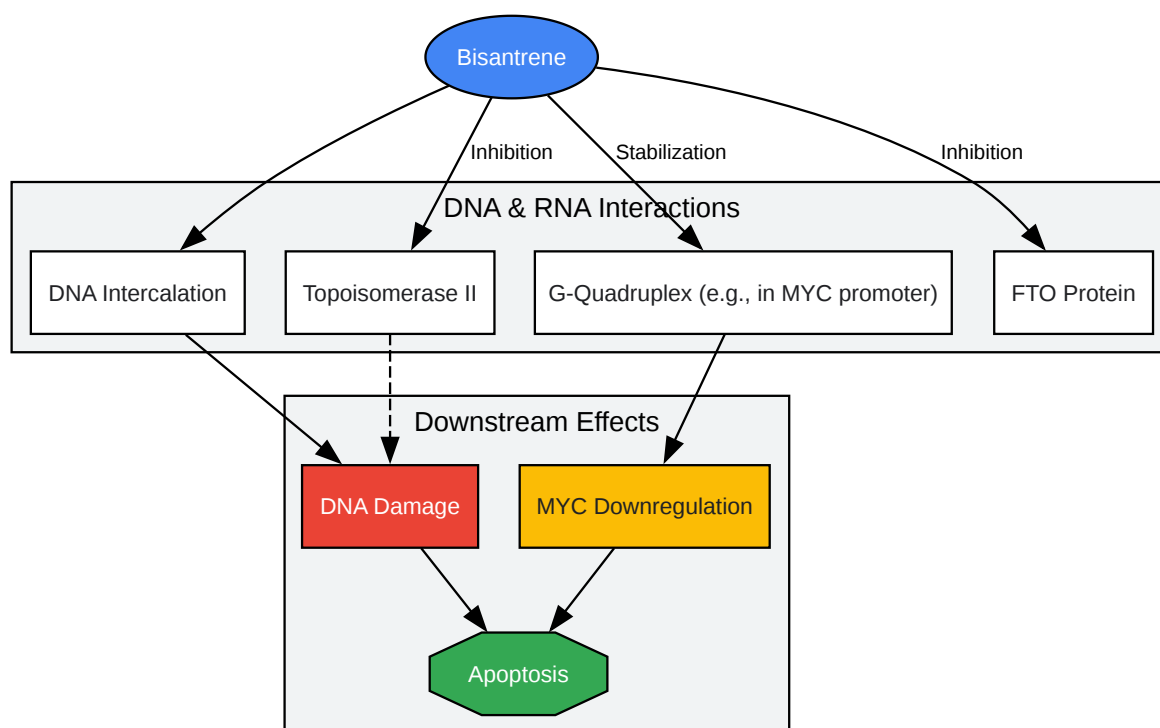 Bisantrene
Inhibition
Stabilization
Inhibition
DNA & RNA Interactions
DNA Intercalation
Topoisomerase II
G-Quadruplex (e.g., in MYC promoter)
FTO Protein
Downstream Effects
DNA Damage
MYC Downregulation
Apoptosis